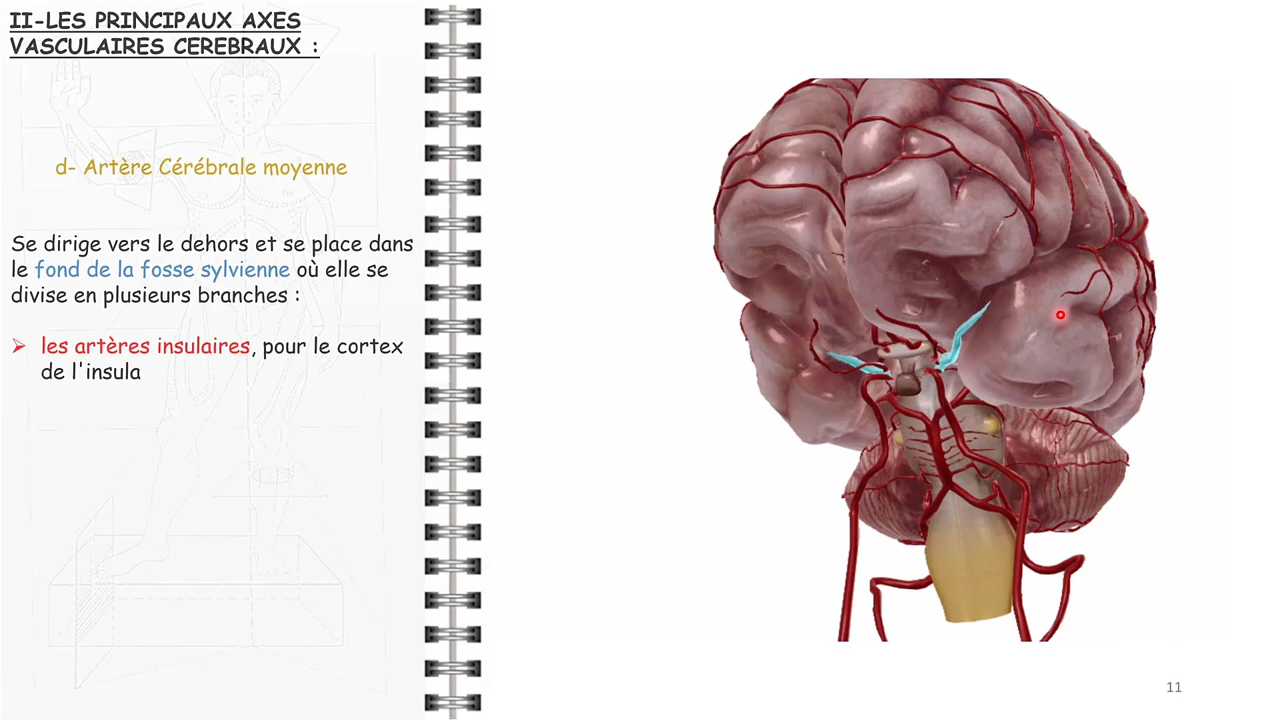 II-LES PRINCIPAUX AXES
VASCULAIRES CEREBRAUX :
d- Artère Cérébrale moyenne
Se dirige vers le dehors et se place dans
le fond de la fosse sylvienne où elle se
divise en plusieurs branches :
➢ les artères insulaires, pour le cortex
de l'insula
11